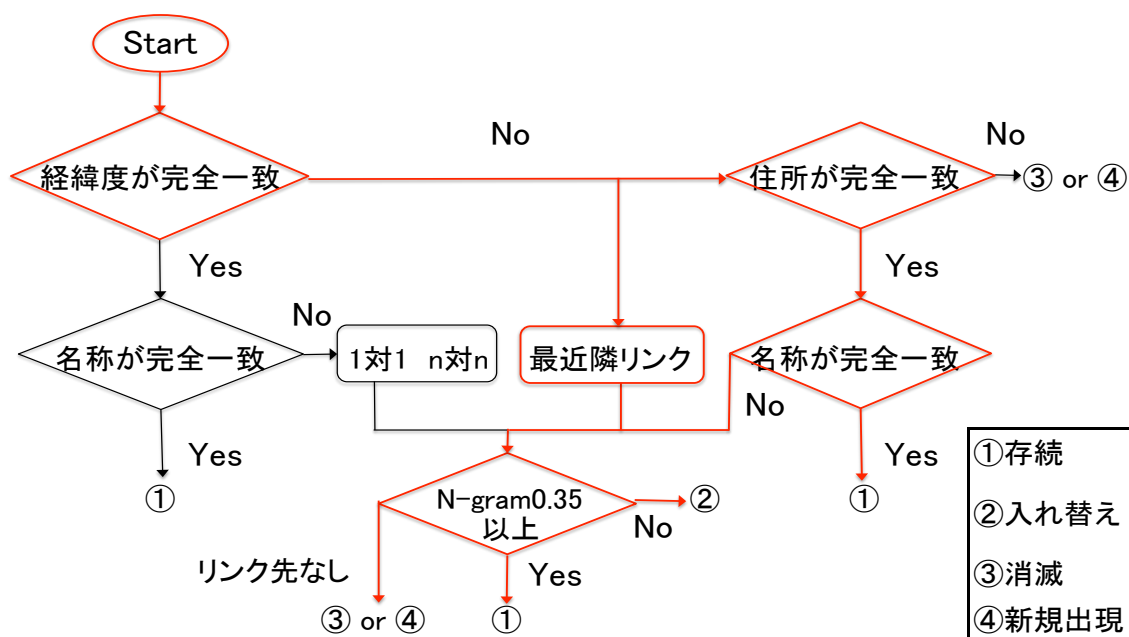 Start
No
No
経緯度が完全一致
住所が完全一致
③ or ④
Yes
Yes
No
名称が完全一致
1対1 n対n
最近隣リンク
名称が完全一致
No
Yes
Yes
①
N-gram0.35
以上
②
①
No
リンク先なし
Yes
③ or ④
①
①存続
②入れ替え
③消滅
④新規出現